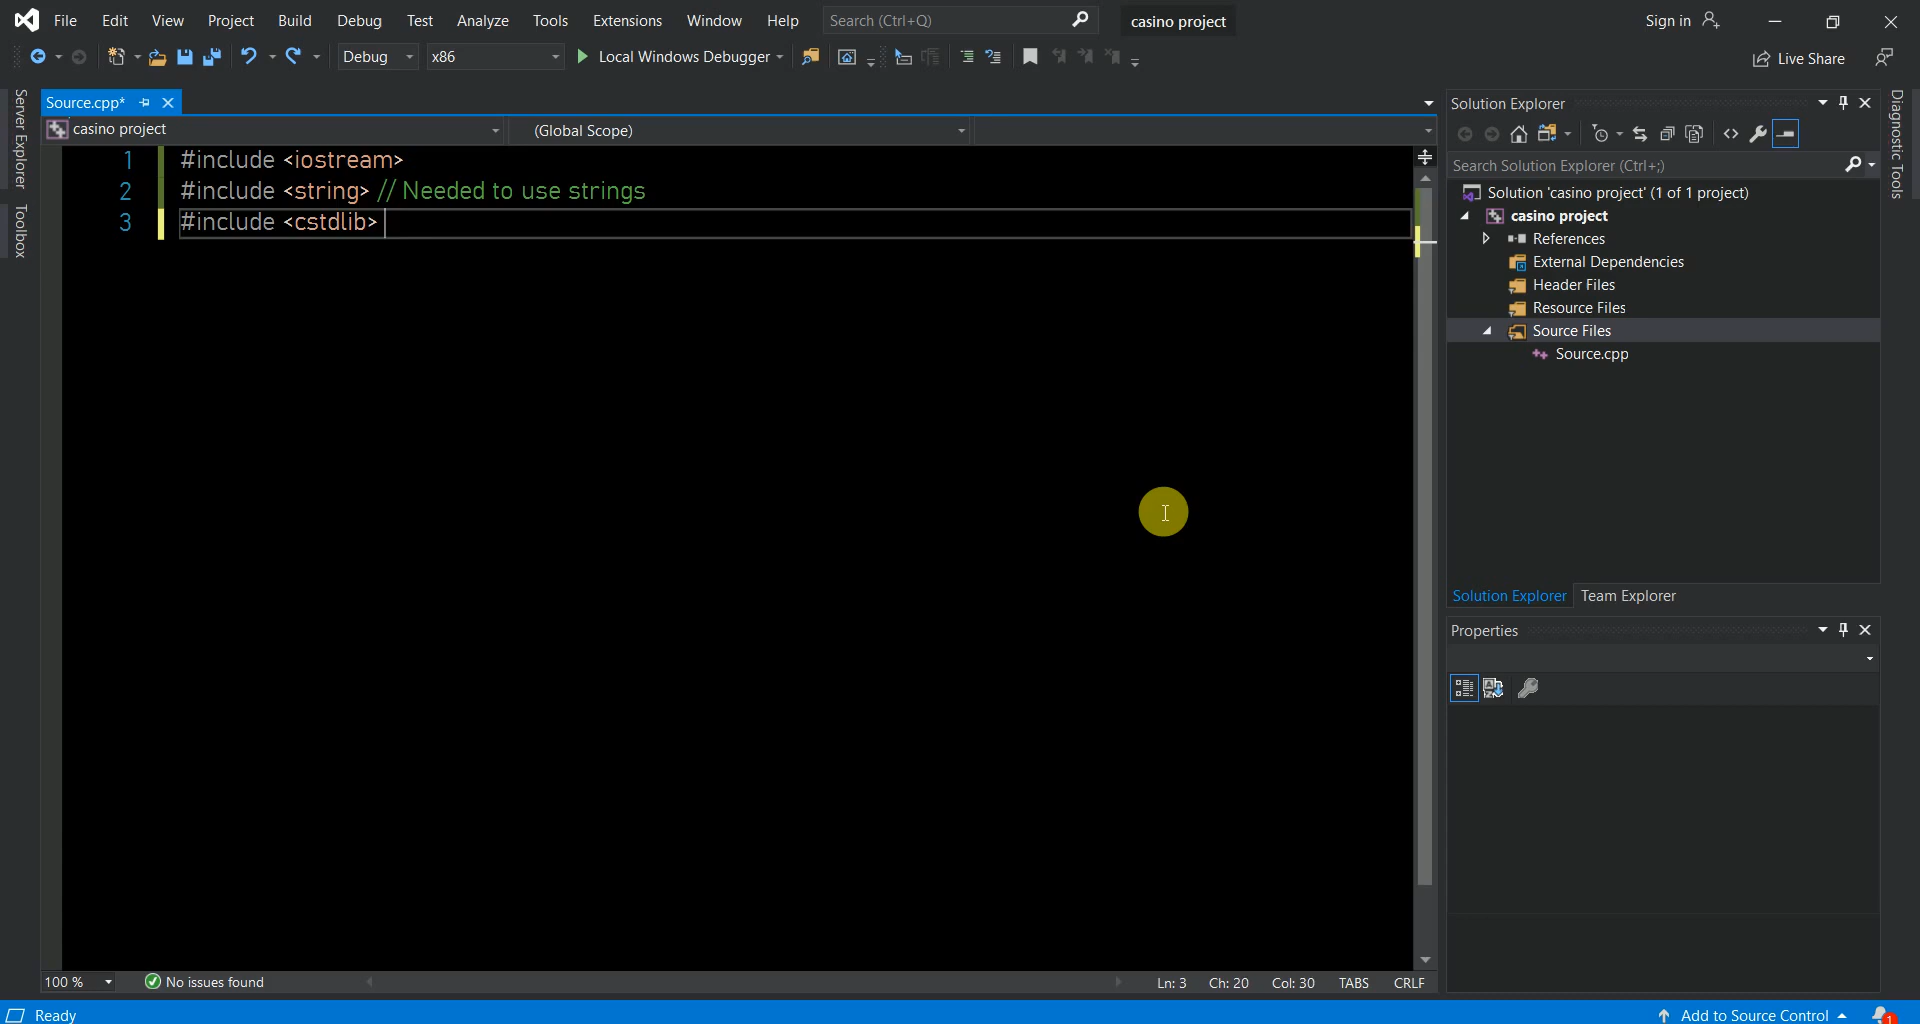 File Edit View Project Build Debug Test Analyze Tools Extensions Window Help Search (Ctrl+Q) casino project Sign in
Debug x86 Local Windows Debugger Live Share
Server Explorer
Toolbox
Source.cpp*
casino project (Global Scope)
1 #include <iostream>
2 #include <string> // Needed to use strings
3 #include <cstdlib>
100 % No issues found Ln: 3 Ch: 20 Col: 30 TABS CRLF
Solution Explorer
Search Solution Explorer (Ctrl+;)
Solution 'casino project' (1 of 1 project)
casino project
References
External Dependencies
Header Files
Resource Files
Source Files
Source.cpp
Solution Explorer Team Explorer
Properties
Diagnostic Tools
Ready Add to Source Control 1